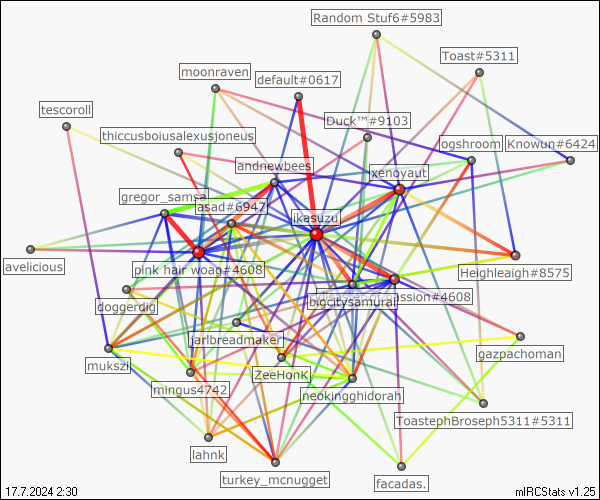 Random Stuf6#5983
Toast#5311
moonraven
default#0617
tescoroll
Duck™#9103
thiccusboiusalexusjoneus
ogshroom
Knowun#6424
andnewbees
xenoyaut
gregor_samsa
asad#6947
ikasuzu
avelicious
pink hair woag#4608
Heighleaigh#8575
bigcitysamurai
ssion#4608
doggerdig
jarlbreadmaker
gazpachoman
mukszi
ZeeHonK
mingus4742
neokingghidorah
ToastephBroseph5311#5311
lahnk
turkey_mcnugget
facadas.
17.7.2024 2:30
mIRCStats v1.25